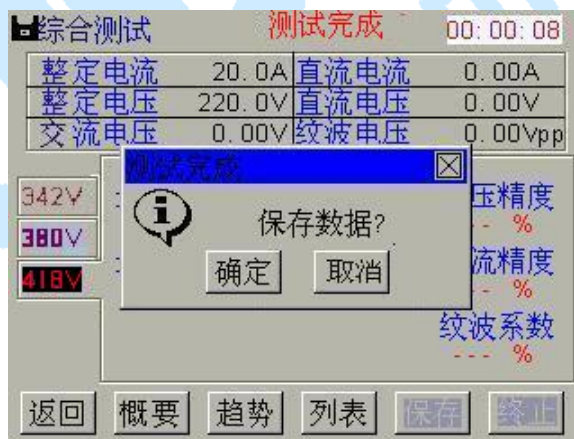 综合测试 测试完成 00:00:08
整定电流 20.0A 直流电流 0.00A
整定电压 220.0V 直流电压 0.00V
交流电压 0.00V 纹波电压 0.00Vpp
测试完成
342V
380V
418V
保存数据?
确定 取消
压精度
-- %
流精度
-- %
纹波系数
--- %
返回 概要 趋势 列表 保存 终止